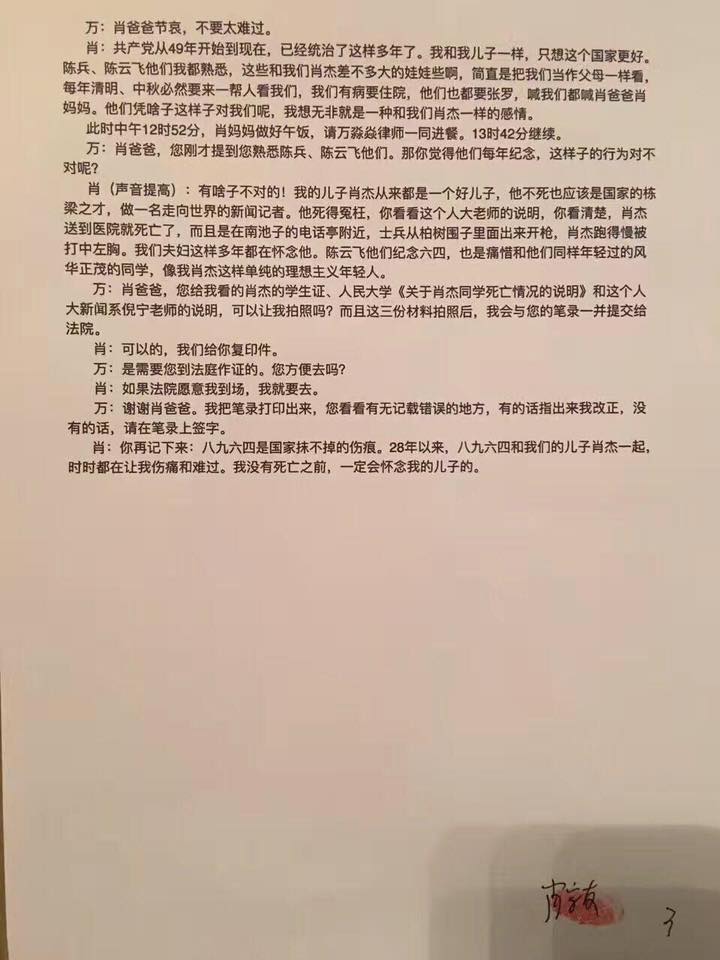 万：肖爸爸节哀，不要太难过。
肖：共产党从49年开始到现在，已经统治了这样多年了。我和我儿子一样，只想这个国家更好。
陈兵、陈云飞他们我都熟悉，这些和我们肖杰差不多大的娃娃些啊，简直是把我们当作父母一样看，
每年清明、中秋必然要来一帮人看我们，我们有病要住院，他们也都要张罗，喊我们都喊肖爸爸肖
妈妈。他们凭啥子这样子对我们呢，我想无非就是一种和我们肖杰一样的感情。
此时中午12时52分，肖妈妈做好午饭，请万淼焱律师一同进餐。13时42分继续。
万：肖爸爸，您刚才提到您熟悉陈兵、陈云飞他们。那你觉得他们每年纪念，这样子的行为对不
对呢？
肖（声音提高）：有啥子不对的！我的儿子肖杰从来都是一个好儿子，他不死也应该是国家的栋
梁之才，做一名走向世界的新闻记者。他死得冤枉，你看看这个人大老师的说明，你看清楚，肖杰
送到医院就死亡了，而且是在南池子的电话亭附近，士兵从柏树围子里面出来开枪，肖杰跑得慢被
打中左胸。我们夫妇这样多年都在怀念他。陈云飞他们纪念六四，也是痛惜和他们同样年轻过的风
华正茂的同学，像我肖杰这样单纯的理想主义年轻人。
万：肖爸爸，您给我看的肖杰的学生证、人民大学《关于肖杰同学死亡情况的说明》和这个人
大新闻系倪宁老师的说明，可以让我拍照吗？而且这三份材料拍照后，我会与您的笔录一并提交给
法院。
肖：可以的，我们给你复印件。
万：是需要您到法庭作证的。您方便去吗？
肖：如果法院愿意我到场，我就要去。
万：谢谢肖爸爸。我把笔录打印出来，您看看有无记载错误的地方，有的话指出来我改正，没
有的话，请在笔录上签字。
肖：你再记下来：八九六四是国家抹不掉的伤痕。28年以来，八九六四和我们的儿子肖杰一起，
时时都在让我伤痛和难过。我没有死亡之前，一定会怀念我的儿子的。
3